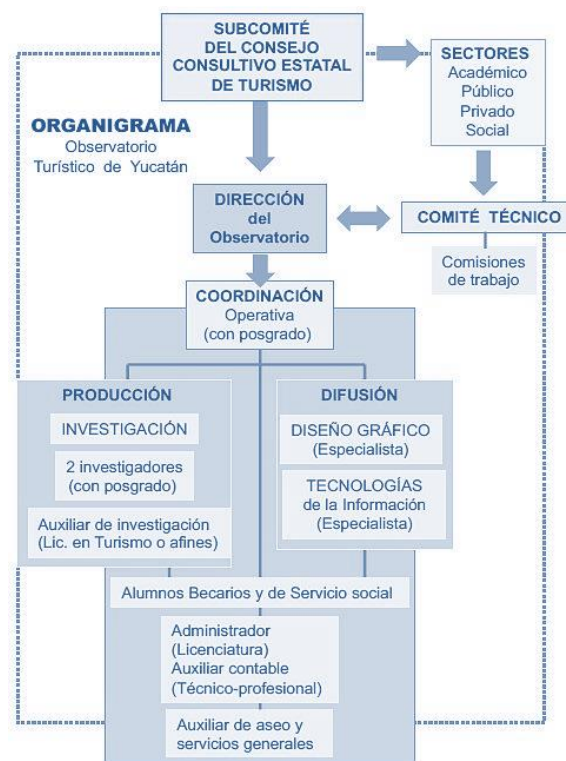 SUBCOMITÉ
DEL CONSEJO
CONSULTIVO ESTATAL
DE TURISMO
SECTORES
Académico
Público
Privado
Social
ORGANIGRAMA
Observatorio
Turístico de Yucatán
DIRECCIÓN
del
Observatorio
COMITÉ TÉCNICO
Comisiones
de trabajo
COORDINACIÓN
Operativa
(con posgrado)
PRODUCCIÓN
INVESTIGACIÓN
2 investigadores
(con posgrado)
Auxiliar de investigación
(Lic. en Turismo o afines)
DIFUSIÓN
DISEÑO GRÁFICO
(Especialista)
TECNOLOGÍAS
de la Información
(Especialista)
Alumnos Becarios y de Servicio social
Administrador
(Licenciatura)
Auxiliar contable
(Técnico-profesional)
Auxiliar de aseo y
servicios generales